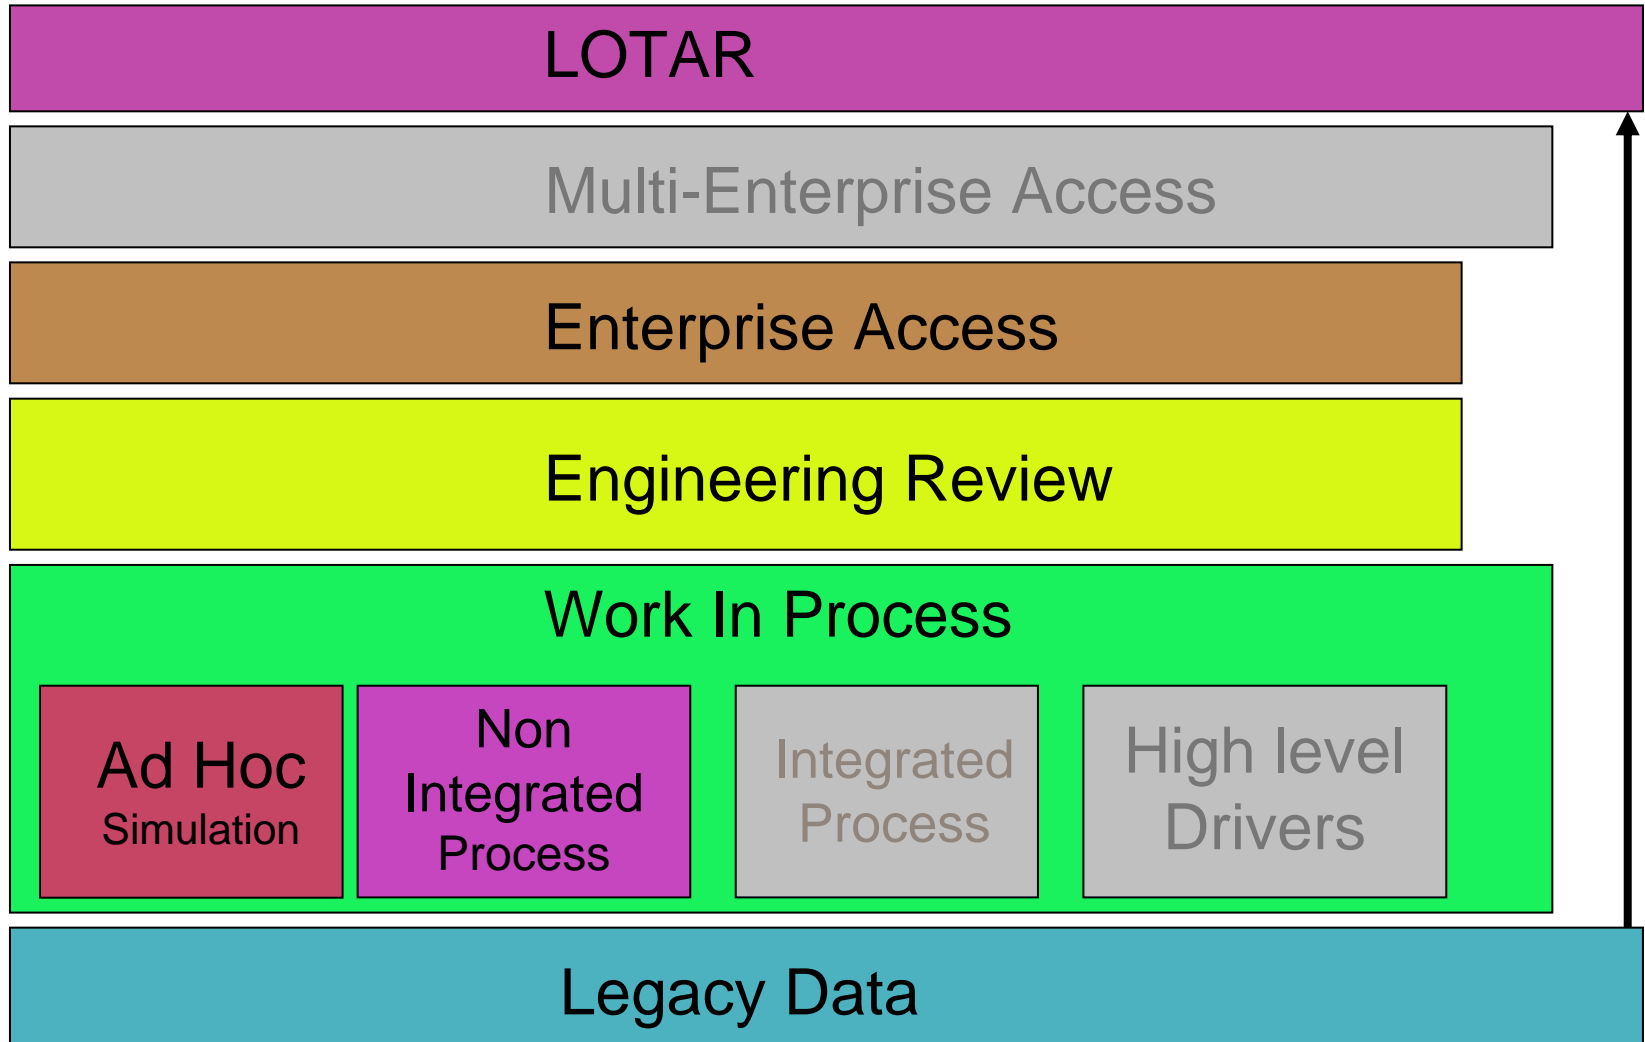 LOTAR
Multi-Enterprise Access
Enterprise Access
Engineering Review
Work In Process
Ad Hoc
Simulation
Non
Integrated
Process
Integrated
Process
High level
Drivers
Legacy Data